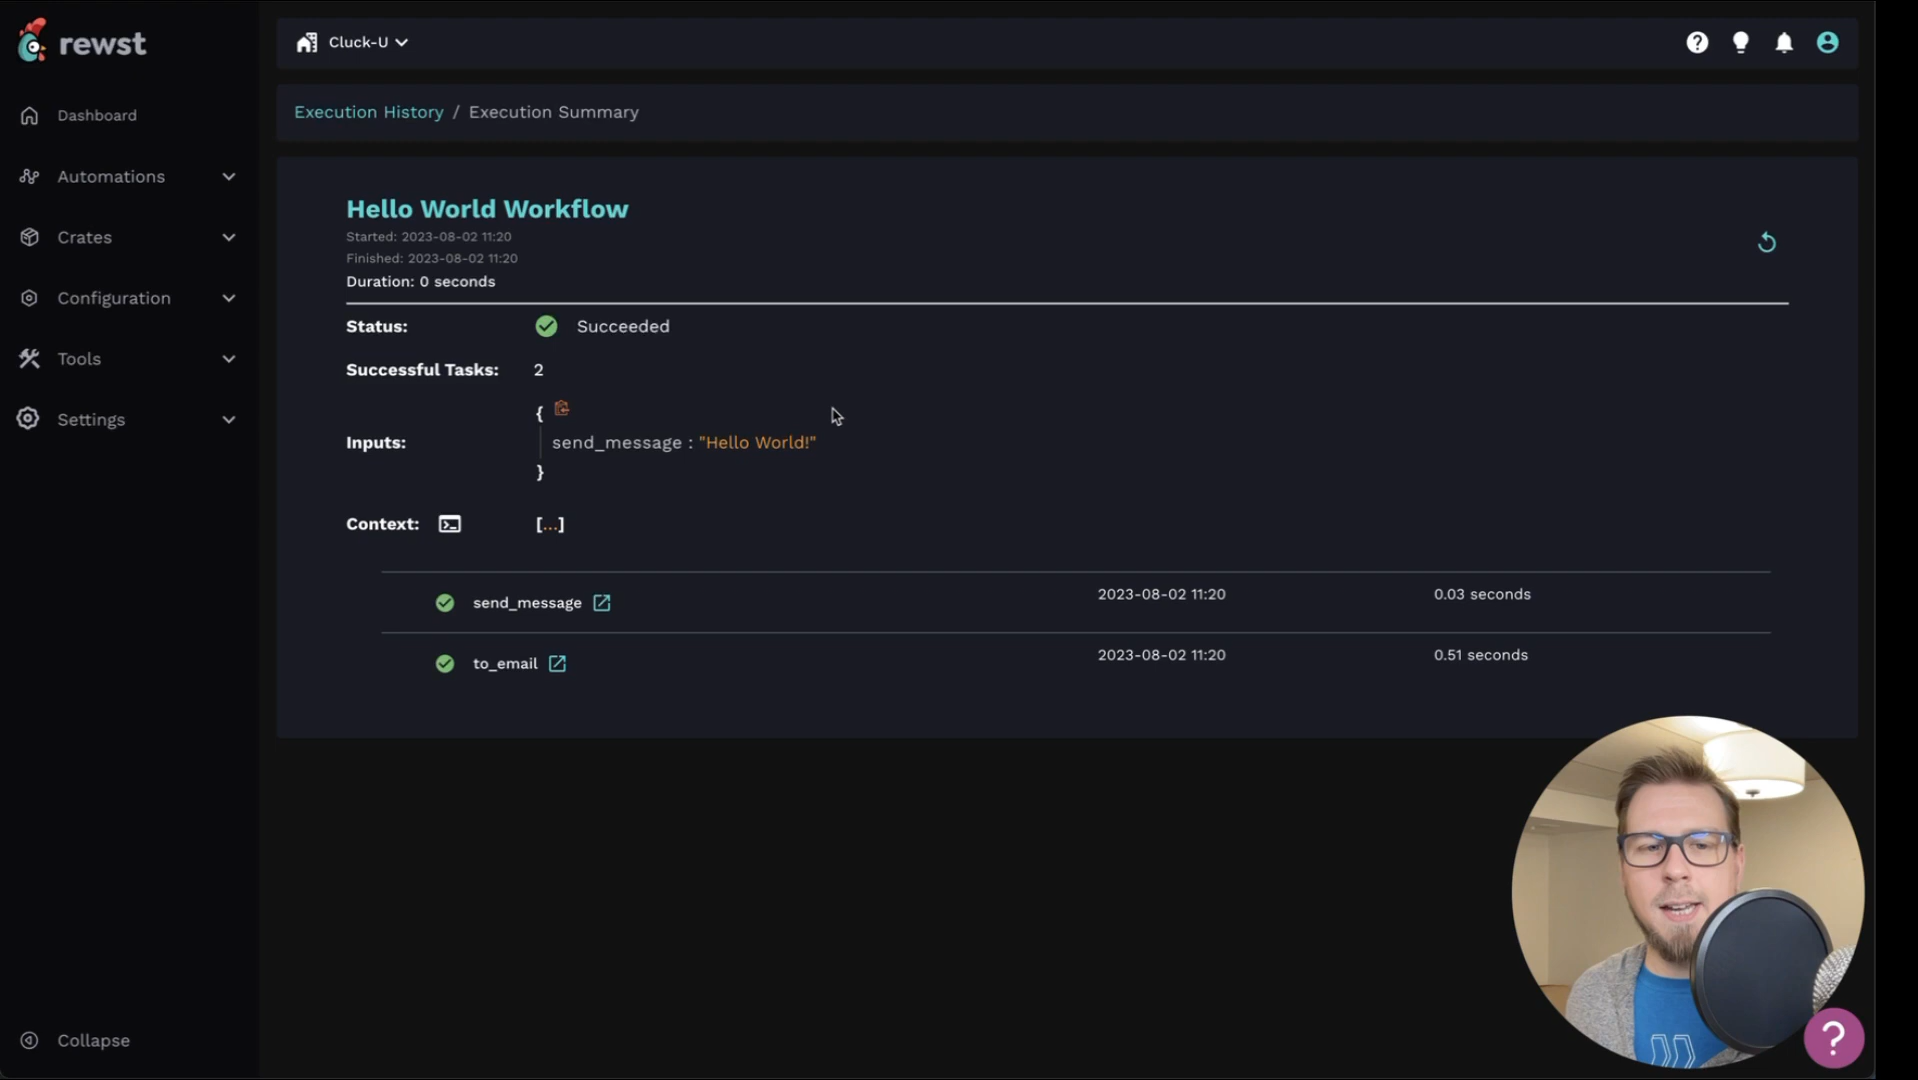 rewst
Cluck-U
Dashboard
Automations
Crates
Configuration
Tools
Settings
Collapse
Execution History / Execution Summary
Hello World Workflow
Started: 2023-08-02 11:20
Finished: 2023-08-02 11:20
Duration: 0 seconds
Status: Succeeded
Successful Tasks: 2
{
Inputs: send_message : "Hello World!"
}
Context: [...]
send_message 2023-08-02 11:20 0.03 seconds
to_email 2023-08-02 11:20 0.51 seconds
?